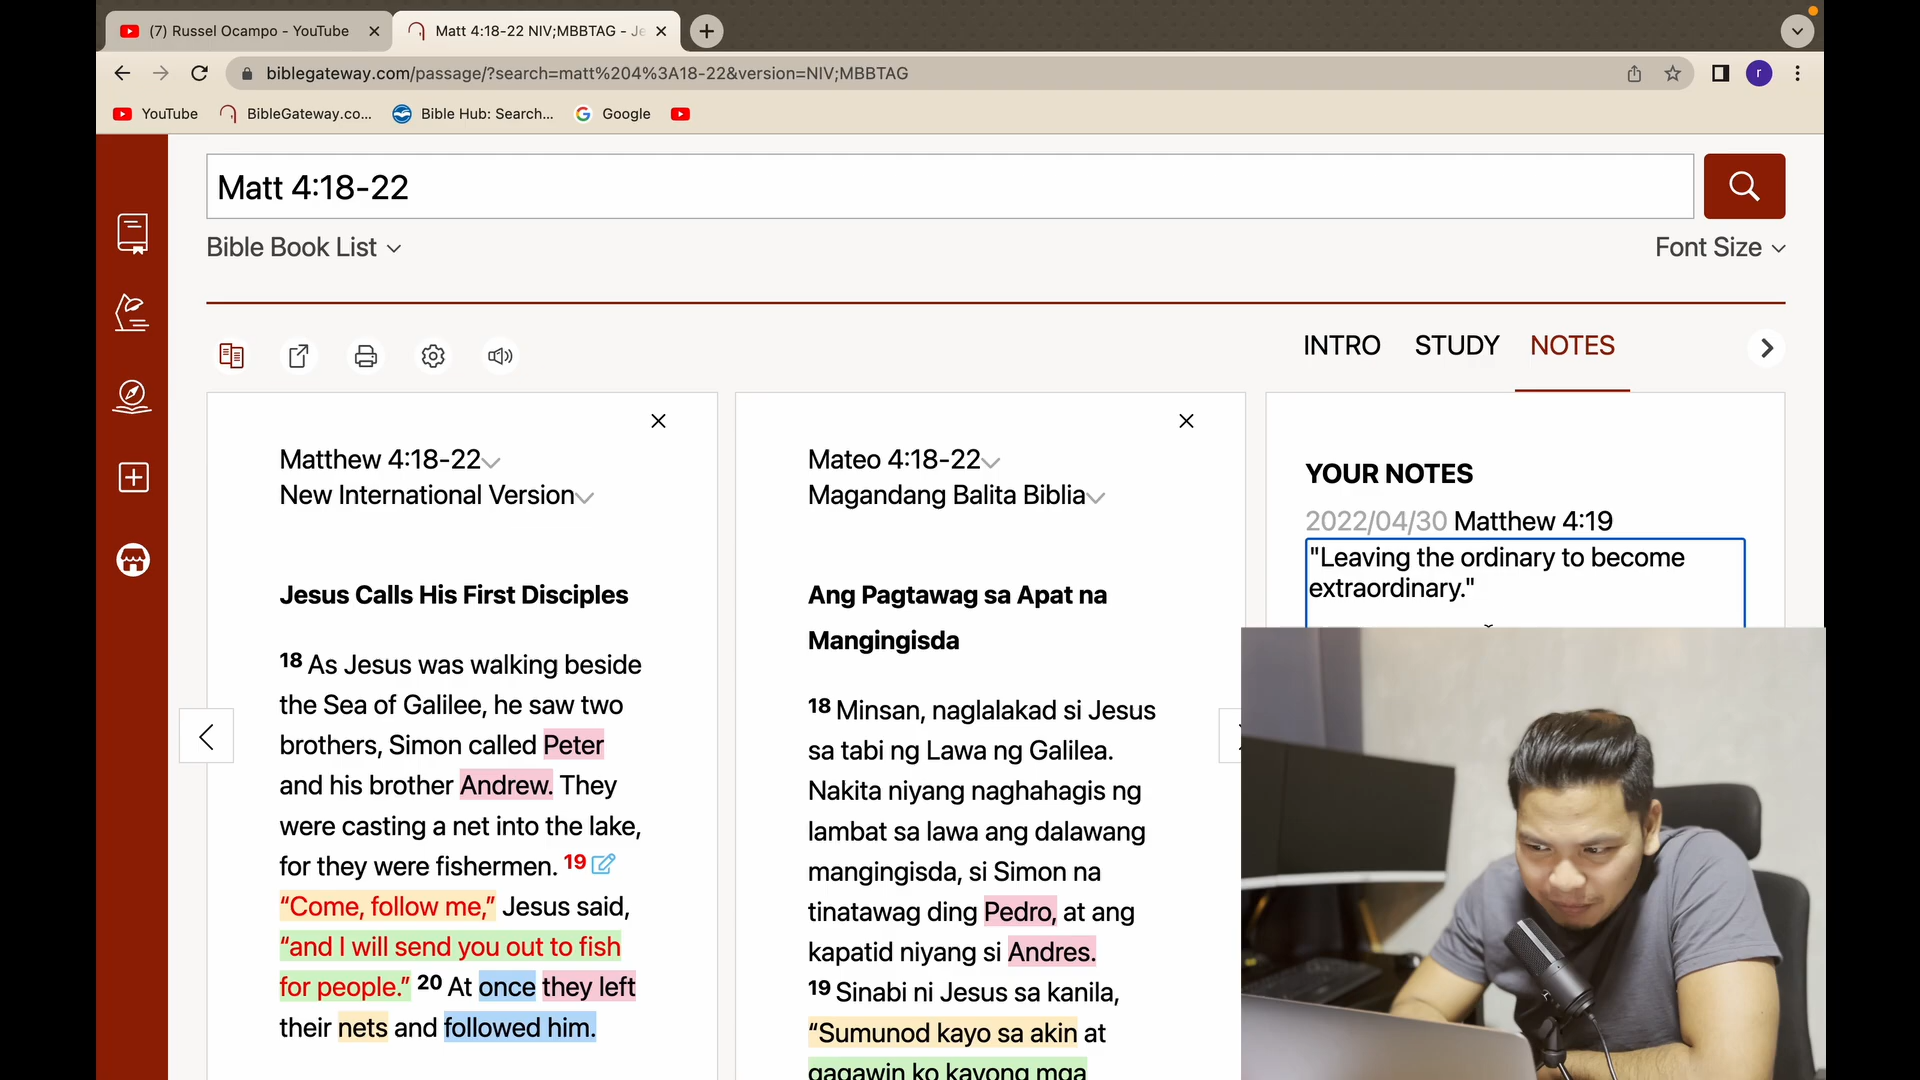 (7) Russel Ocampo - YouTube
Matt 4:18-22 NIV;MBBTAG - Je
biblegateway.com/passage/?search=matt%204%3A18-22&version=NIV;MBBTAG
r
YouTube
BibleGateway.co...
Bible Hub: Search...
Google
Matt 4:18-22
Bible Book List
Font Size
INTRO STUDY NOTES
Matthew 4:18-22
New International Version
Jesus Calls His First Disciples
18 As Jesus was walking beside
the Sea of Galilee, he saw two
brothers, Simon called Peter
and his brother Andrew. They
were casting a net into the lake,
for they were fishermen. 19
“Come, follow me,” Jesus said,
“and I will send you out to fish
for people.” 20 At once they left
their nets and followed him.
Mateo 4:18-22
Magandang Balita Biblia
Ang Pagtawag sa Apat na
Mangingisda
18 Minsan, naglalakad si Jesus
sa tabi ng Lawa ng Galilea.
Nakita niyang naghahagis ng
lambat sa lawa ang dalawang
mangingisda, si Simon na
tinatawag ding Pedro, at ang
kapatid niyang si Andres.
19 Sinabi ni Jesus sa kanila,
“Sumunod kayo sa akin at
gagawin ko kayong mga
YOUR NOTES
2022/04/30 Matthew 4:19
"Leaving the ordinary to become
extraordinary."